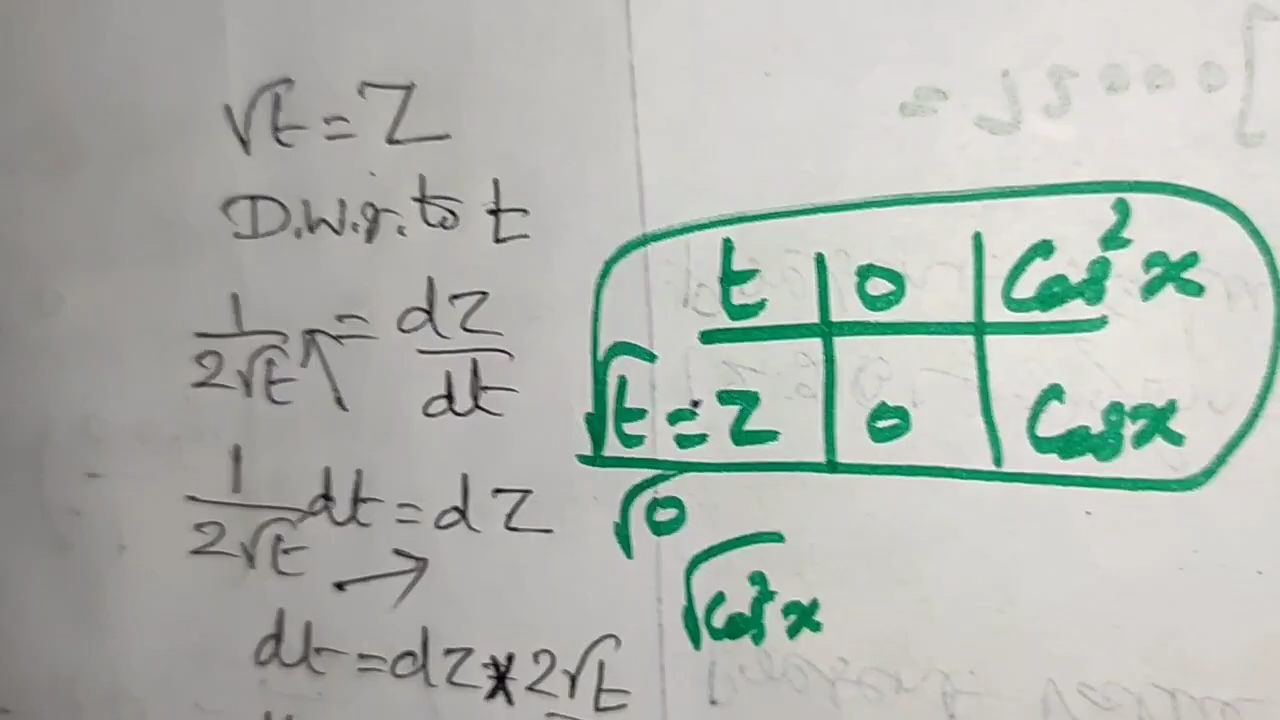 √t = Z
D.w.r. to t
1/2√t = dZ/dt
1/2√t dt = dZ
dt = dZ * 2√t
t | 0 | Cos²x
√t = Z | 0 | Cosx
√0
√Cos²x